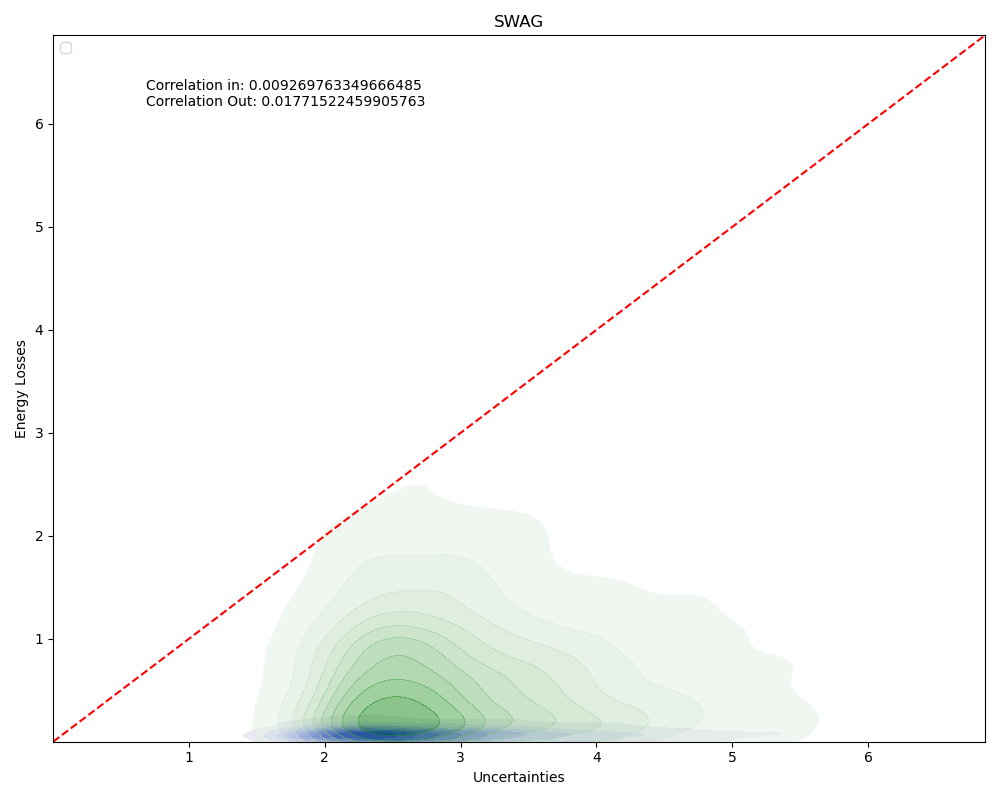 SWAG
Correlation in: 0.009269763349666485
Correlation Out: 0.01771522459905763
6
5
4
3
2
1
Energy Losses
1 2 3 4 5 6
Uncertainties